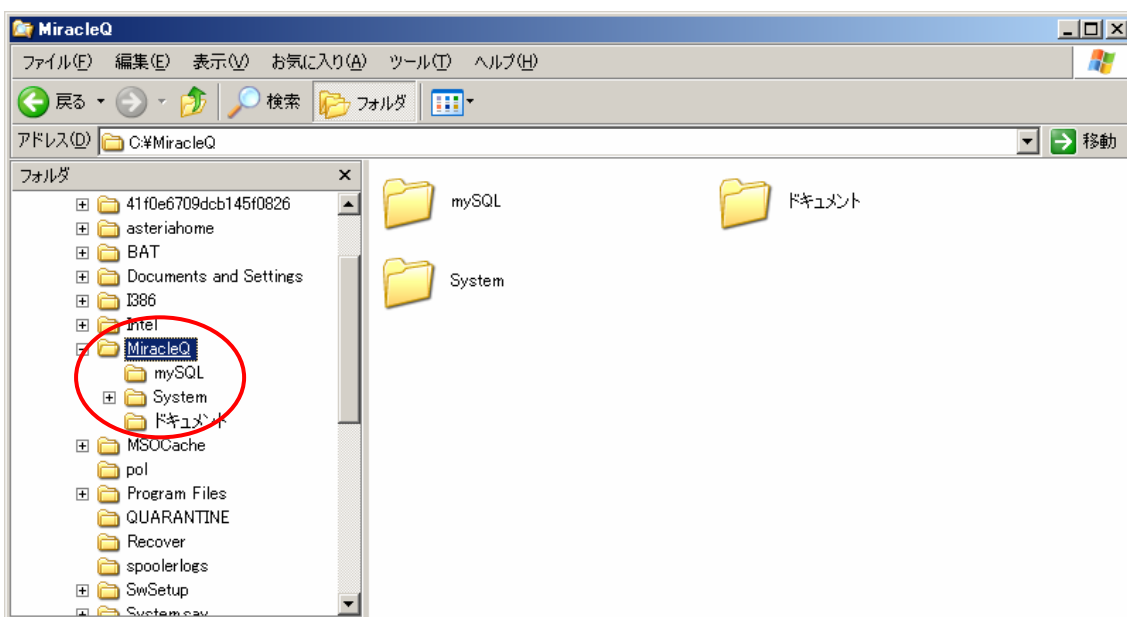 MiracleQ
ファイル(F) 編集(E) 表示(V) お気に入り(A) ツール(T) ヘルプ(H)
戻る 検索 フォルダ
アドレス(D) C:¥MiracleQ 移動
フォルダ
41f0e6709dcb145f0826
asteriahome
BAT
Documents and Settings
I386
Intel
MiracleQ
mySQL
System
ドキュメント
MSOCache
pol
Program Files
QUARANTINE
Recover
spoolerlogs
SwSetup
System.sav
mySQL ドキュメント
System